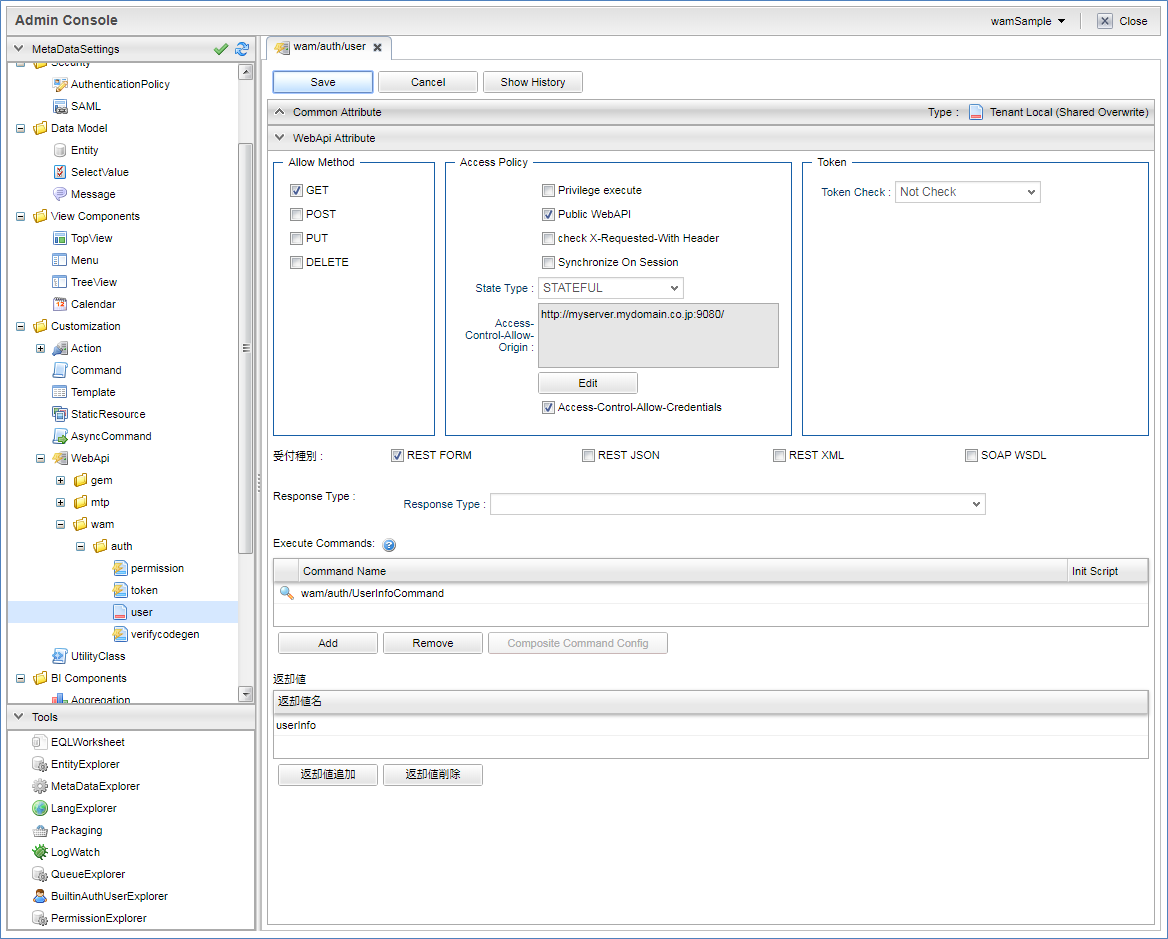 Admin Console
wamSample
Close
MetaDataSettings
Security
AuthenticationPolicy
SAML
Data Model
Entity
SelectValue
Message
View Components
TopView
Menu
TreeView
Calendar
Customization
Action
Command
Template
StaticResource
AsyncCommand
WebApi
gem
mtp
wam
auth
permission
token
user
verifycodegen
UtilityClass
BI Components
Aggregation
Tools
EQLWorksheet
EntityExplorer
MetaDataExplorer
LangExplorer
Packaging
LogWatch
QueueExplorer
BuiltinAuthUserExplorer
PermissionExplorer
wam/auth/user
Save Cancel Show History
Common Attribute Type : Tenant Local (Shared Overwrite)
WebApi Attribute
Allow Method
GET
POST
PUT
DELETE
Access Policy
Privilege execute
Public WebAPI
check X-Requested-With Header
Synchronize On Session
State Type : STATEFUL
Access-
Control-Allow-
Origin :
http://myserver.mydomain.co.jp:9080/
Edit
Access-Control-Allow-Credentials
Token
Token Check : Not Check
受付種別 : REST FORM REST JSON REST XML SOAP WSDL
Response Type :
Response Type :
Execute Commands:
Command Name Init Script
wam/auth/UserInfoCommand
Add Remove Composite Command Config
返却値
返却値名
userInfo
返却値追加 返却値削除